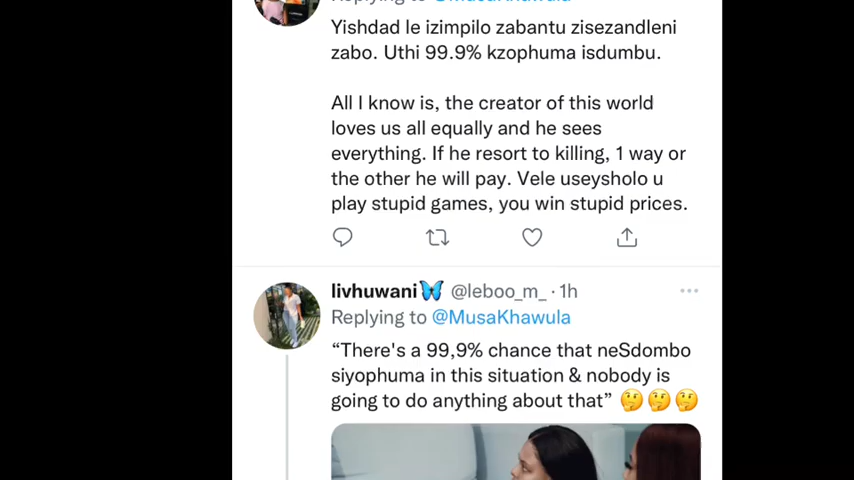 Replying to @MusaKhawula
Yishdad le izimpilo zabantu zisezandleni
zabo. Uthi 99.9% kzophuma isdumbu.
All I know is, the creator of this world
loves us all equally and he sees
everything. If he resort to killing, 1 way or
the other he will pay. Vele useysholo u
play stupid games, you win stupid prices.
livhuwani🦋 @leboo_m_ · 1h
Replying to @MusaKhawula
“There's a 99,9% chance that neSdombo
siyophuma in this situation & nobody is
going to do anything about that” 🤔🤔🤔